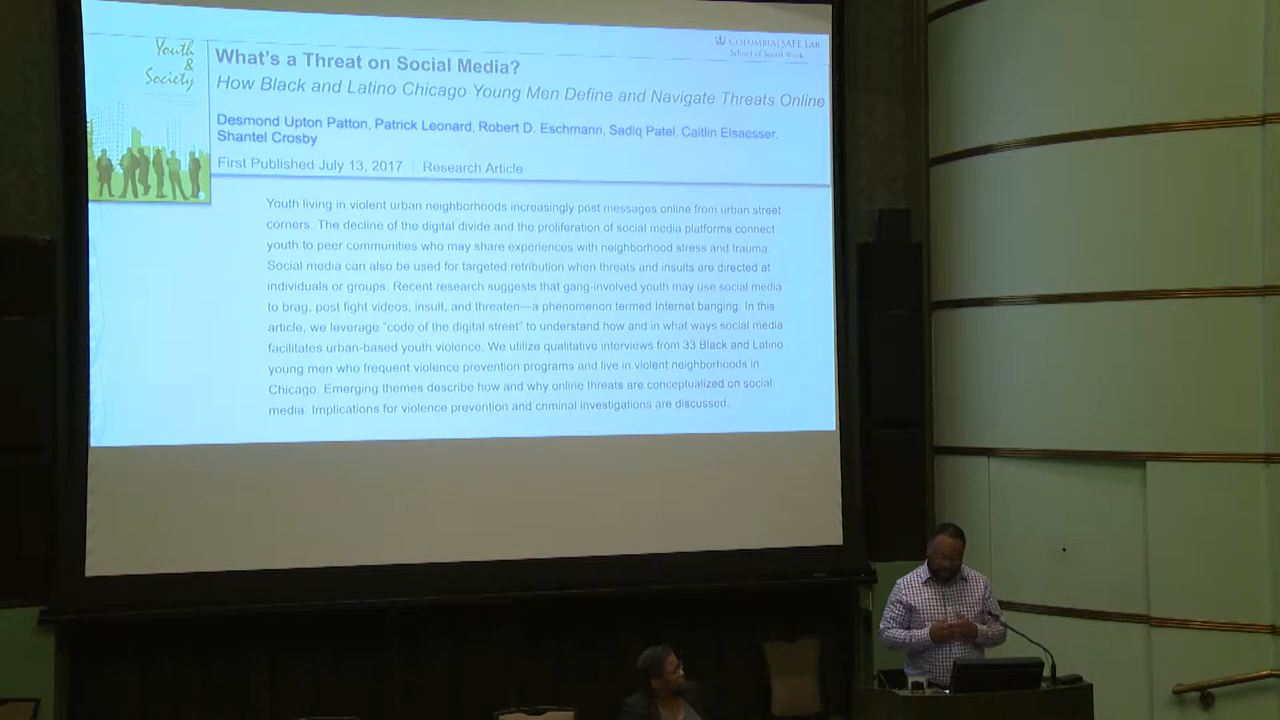 Youth
&
Society
COLUMBIA | SAFE LAB
School of Social Work
What's a Threat on Social Media?
How Black and Latino Chicago Young Men Define and Navigate Threats Online
Desmond Upton Patton, Patrick Leonard, Robert D. Eschmann, Sadiq Patel, Caitlin Elsaesser,
Shantel Crosby
First Published July 13, 2017 | Research Article
Youth living in violent urban neighborhoods increasingly post messages online from urban street
corners. The decline of the digital divide and the proliferation of social media platforms connect
youth to peer communities who may share experiences with neighborhood stress and trauma.
Social media can also be used for targeted retribution when threats and insults are directed at
individuals or groups. Recent research suggests that gang-involved youth may use social media
to brag, post fight videos, insult, and threaten—a phenomenon termed Internet banging. In this
article, we leverage "code of the digital street" to understand how and in what ways social media
facilitates urban-based youth violence. We utilize qualitative interviews from 33 Black and Latino
young men who frequent violence prevention programs and live in violent neighborhoods in
Chicago. Emerging themes describe how and why online threats are conceptualized on social
media. Implications for violence prevention and criminal investigations are discussed.